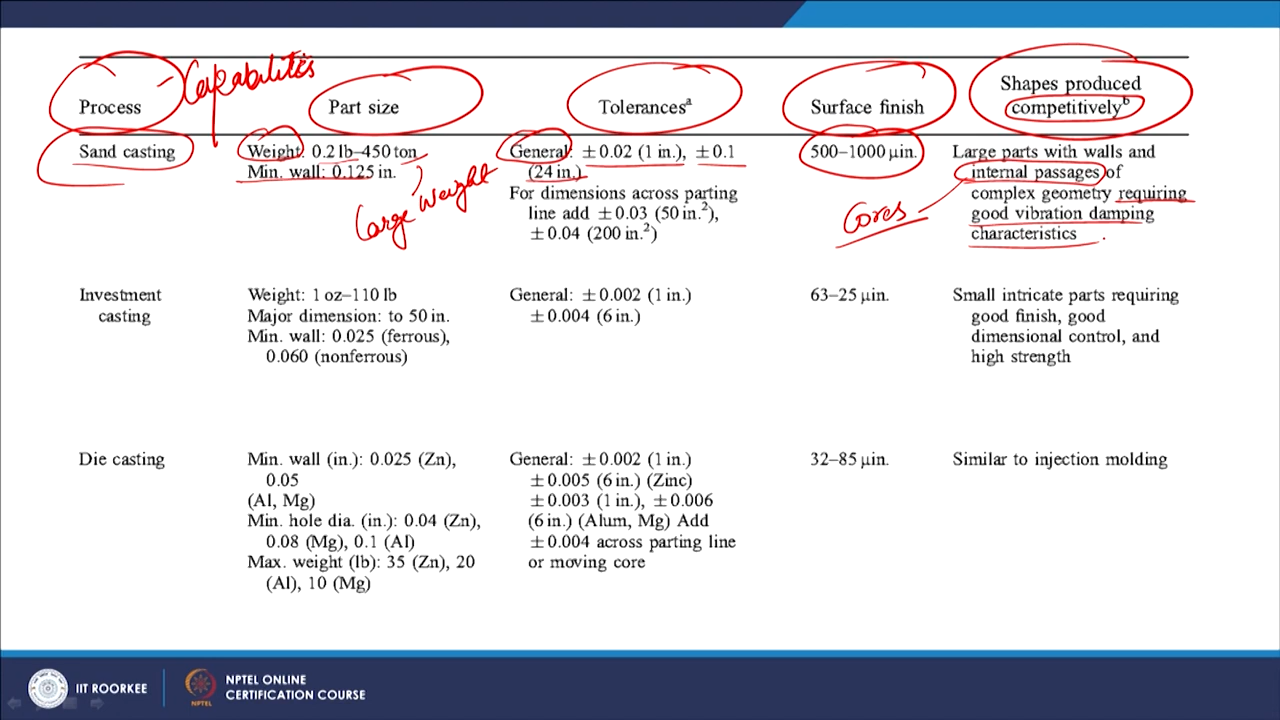 Capabilities
Process
Part size
Tolerancesᵃ
Surface finish
Shapes produced
competitivelyᵇ
Sand casting
Weight: 0.2 lb–450 ton
Min. wall: 0.125 in.
Large Weight
General: ±0.02 (1 in.), ±0.1
(24 in.)
For dimensions across parting
line add ±0.03 (50 in.²),
±0.04 (200 in.²)
500–1000 μin.
Cores
Large parts with walls and
internal passages of
complex geometry requiring
good vibration damping
characteristics
Investment
casting
Weight: 1 oz–110 lb
Major dimension: to 50 in.
Min. wall: 0.025 (ferrous),
0.060 (nonferrous)
General: ±0.002 (1 in.)
±0.004 (6 in.)
63–25 μin.
Small intricate parts requiring
good finish, good
dimensional control, and
high strength
Die casting
Min. wall (in.): 0.025 (Zn),
0.05
(Al, Mg)
Min. hole dia. (in.): 0.04 (Zn),
0.08 (Mg), 0.1 (Al)
Max. weight (lb): 35 (Zn), 20
(Al), 10 (Mg)
General: ±0.002 (1 in.)
±0.005 (6 in.) (Zinc)
±0.003 (1 in.), ±0.006
(6 in.) (Alum, Mg) Add
±0.004 across parting line
or moving core
32–85 μin.
Similar to injection molding
IIT ROORKEE
NPTEL
NPTEL ONLINE
CERTIFICATION COURSE